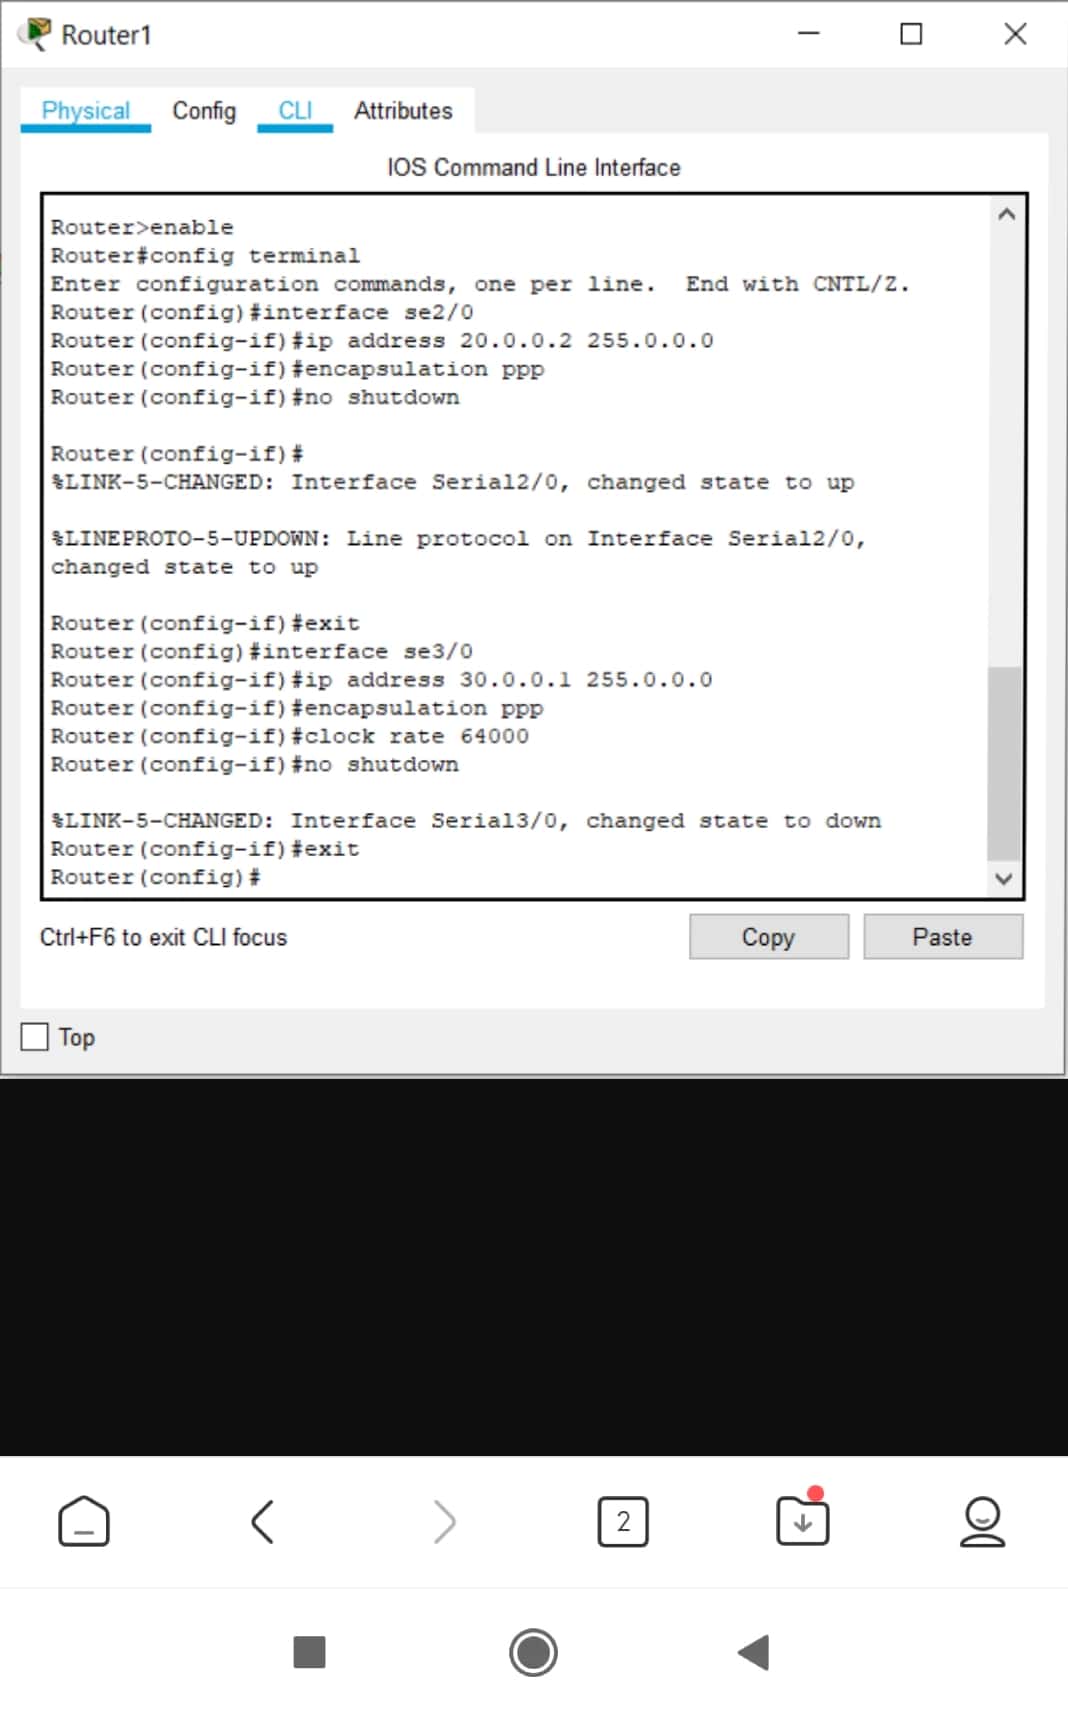 Router1
Physical Config CLI Attributes
IOS Command Line Interface
Router>enable
Router#config terminal
Enter configuration commands, one per line.  End with CNTL/Z.
Router(config)#interface se2/0
Router(config-if)#ip address 20.0.0.2 255.0.0.0
Router(config-if)#encapsulation ppp
Router(config-if)#no shutdown
Router(config-if)#
%LINK-5-CHANGED: Interface Serial2/0, changed state to up
%LINEPROTO-5-UPDOWN: Line protocol on Interface Serial2/0,
changed state to up
Router(config-if)#exit
Router(config)#interface se3/0
Router(config-if)#ip address 30.0.0.1 255.0.0.0
Router(config-if)#encapsulation ppp
Router(config-if)#clock rate 64000
Router(config-if)#no shutdown
%LINK-5-CHANGED: Interface Serial3/0, changed state to down
Router(config-if)#exit
Router(config)#
Ctrl+F6 to exit CLI focus
Copy Paste
Top
2